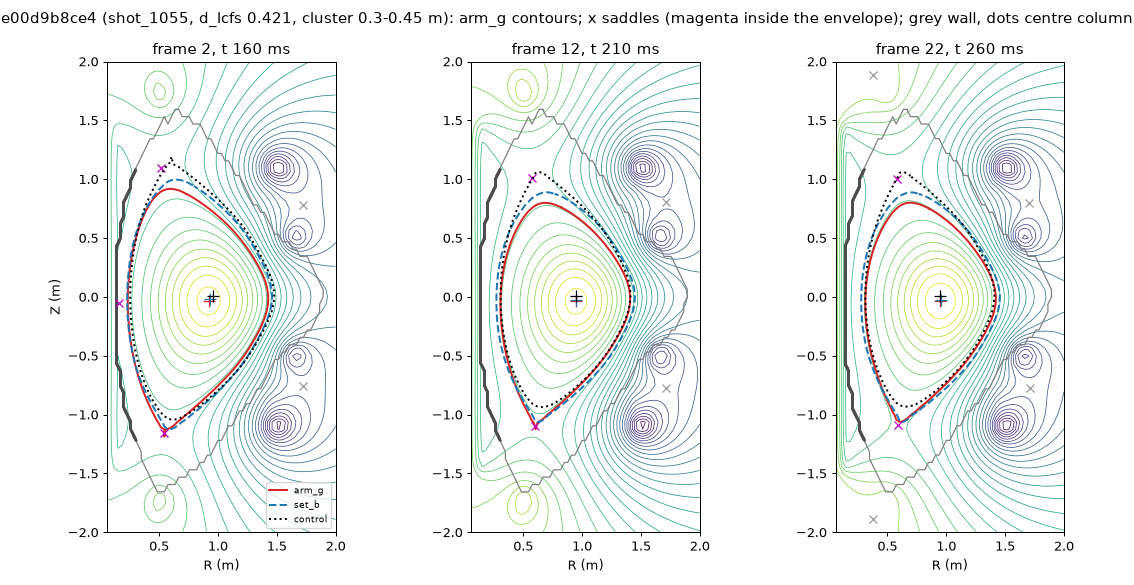 e00d9b8ce4 (shot_1055, d_lcfs 0.421, cluster 0.3-0.45 m): arm_g contours; x saddles (magenta inside the envelope); grey wall, dots centre column
frame 2, t 160 ms
frame 12, t 210 ms
frame 22, t 260 ms
2.0
1.5
1.0
0.5
0.0
−0.5
−1.0
−1.5
−2.0
Z (m)
arm_g
set_b
control
0.5 1.0 1.5 2.0
R (m)
2.0
1.5
1.0
0.5
0.0
−0.5
−1.0
−1.5
−2.0
0.5 1.0 1.5 2.0
R (m)
2.0
1.5
1.0
0.5
0.0
−0.5
−1.0
−1.5
−2.0
0.5 1.0 1.5 2.0
R (m)